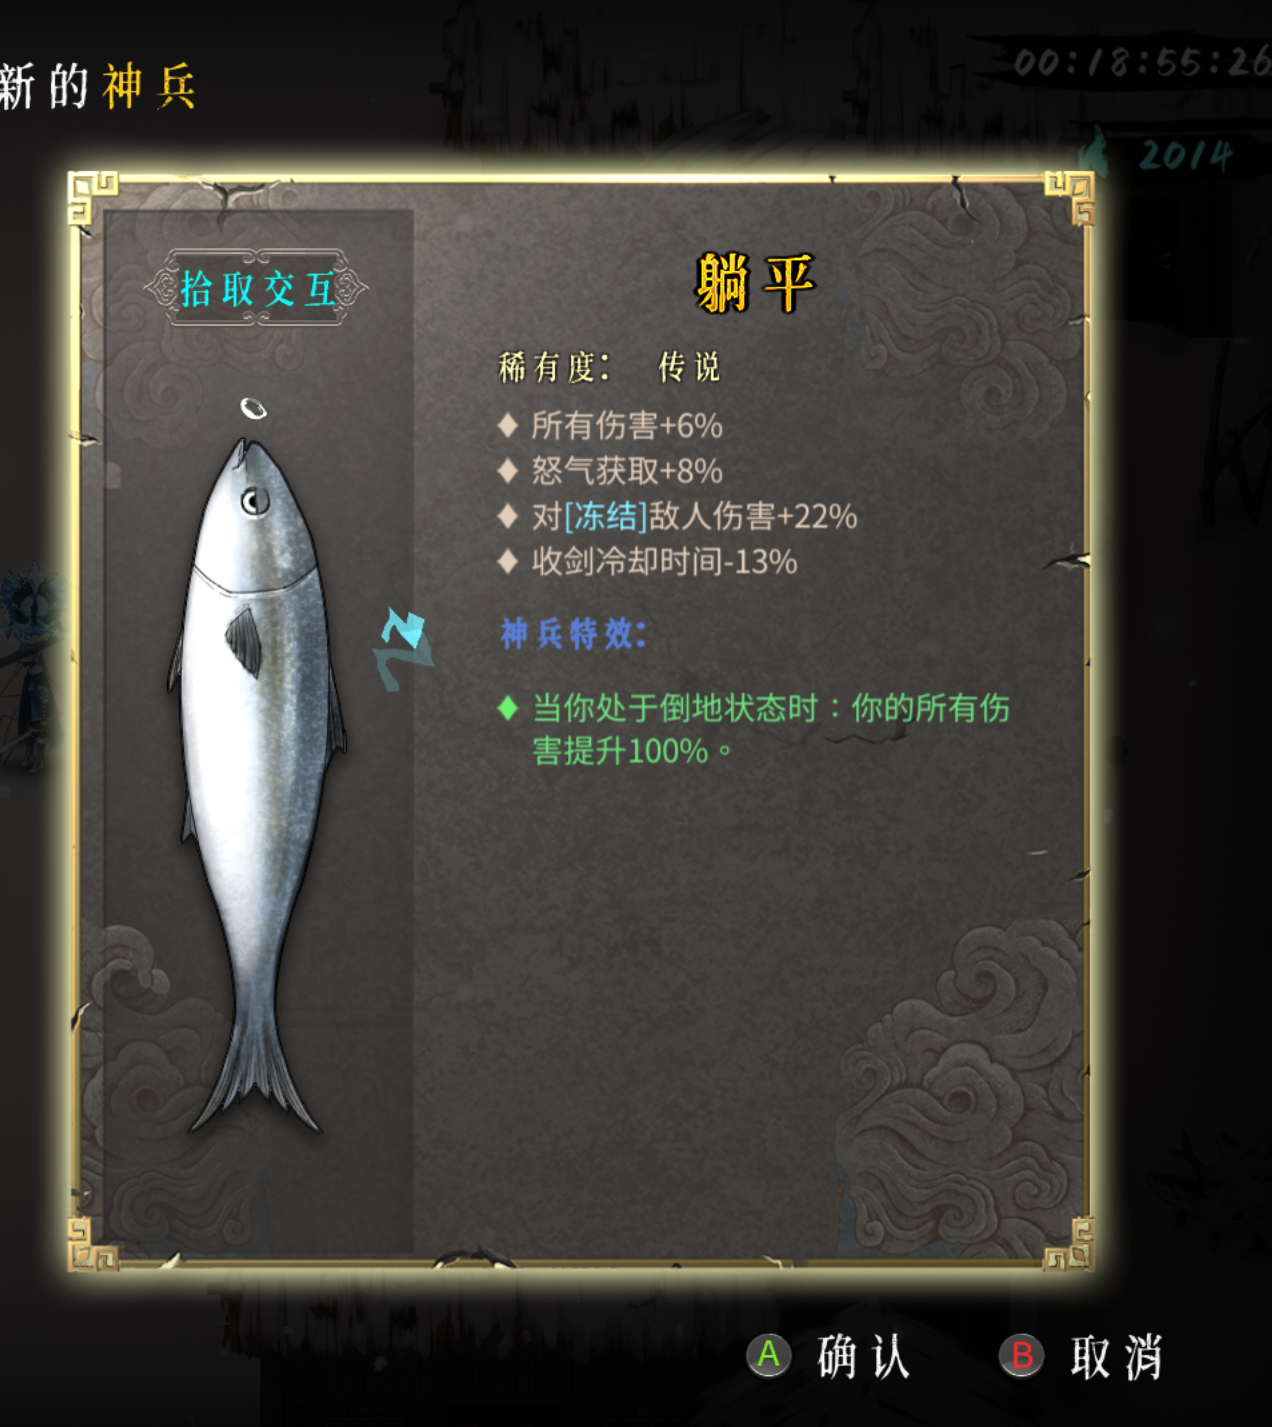 新的神兵
00:18:55:26
2014
拾取交互
躺平
稀有度： 传说
所有伤害+6%
怒气获取+8%
对[冻结]敌人伤害+22%
收剑冷却时间-13%
神兵特效：
当你处于倒地状态时：你的所有伤
害提升100%。
A 确认 B 取消